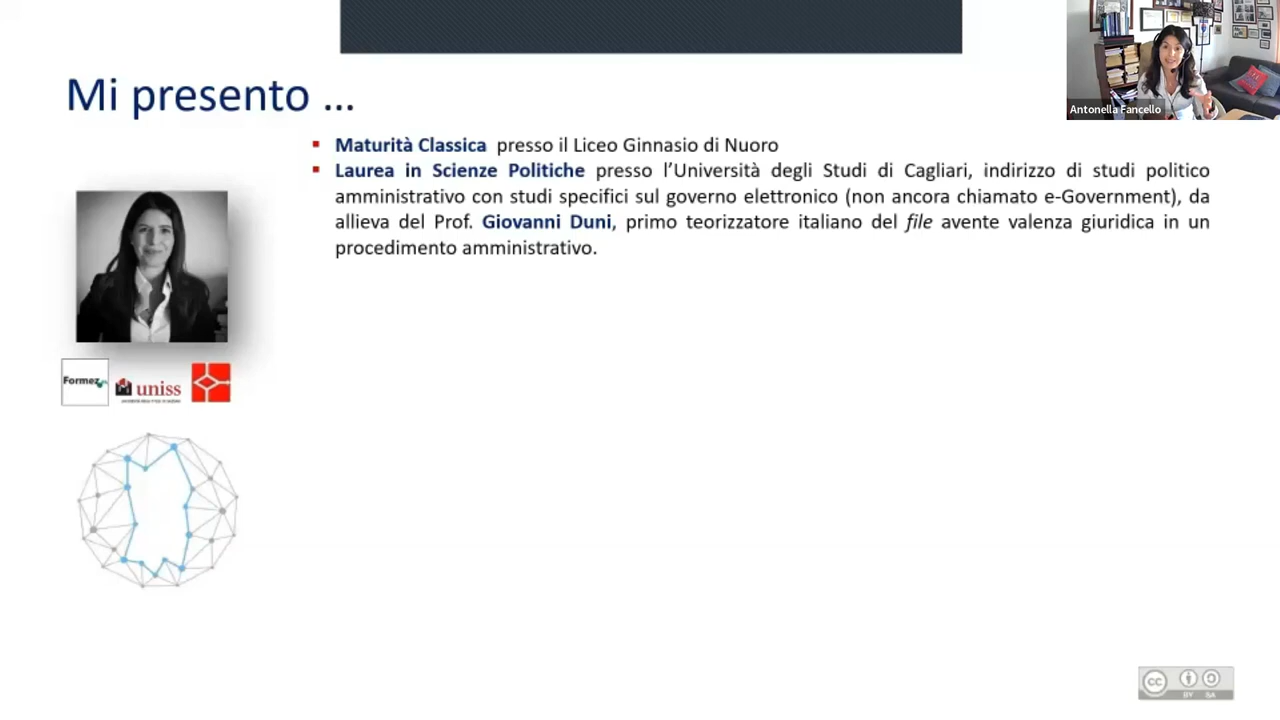 Antonella Fancello
Mi presento ...
Maturità Classica presso il Liceo Ginnasio di Nuoro
Laurea in Scienze Politiche presso l'Università degli Studi di Cagliari, indirizzo di studi politico
amministrativo con studi specifici sul governo elettronico (non ancora chiamato e-Government), da
allieva del Prof. Giovanni Duni, primo teorizzatore italiano del file avente valenza giuridica in un
procedimento amministrativo.
Formez
uniss
cc
BY SA